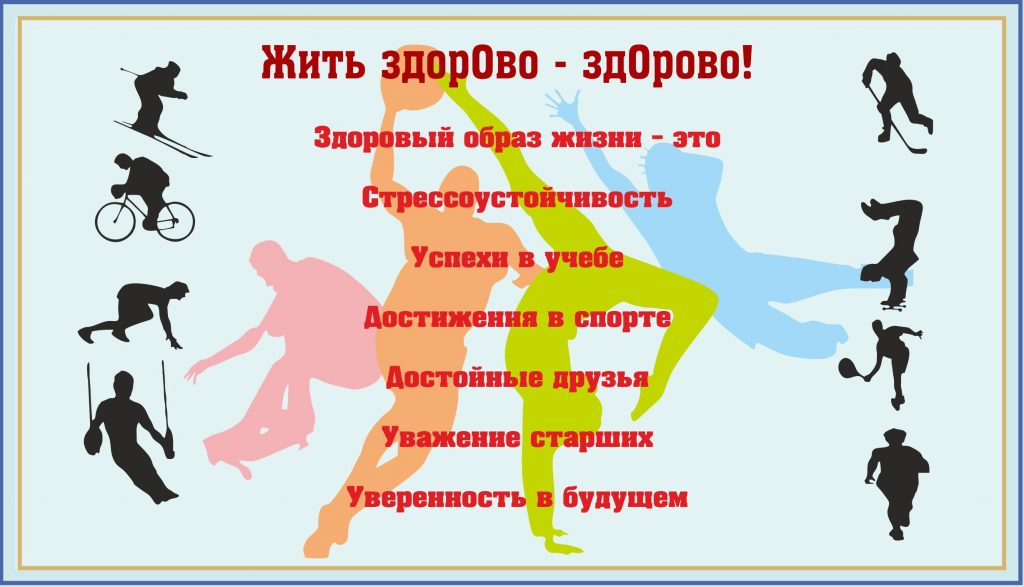 Жить здорОво - здОрово!
Здоровый образ жизни - это
Стрессоустойчивость
Успехи в учебе
Достижения в спорте
Достойные друзья
Уважение старших
Уверенность в будущем